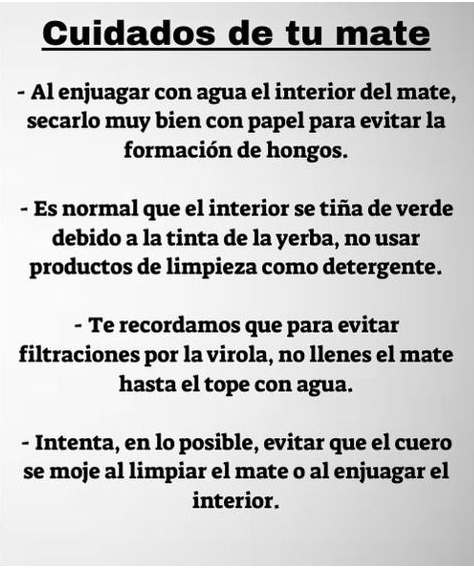 Cuidados de tu mate
- Al enjuagar con agua el interior del mate,
secarlo muy bien con papel para evitar la
formación de hongos.
- Es normal que el interior se tiña de verde
debido a la tinta de la yerba, no usar
productos de limpieza como detergente.
- Te recordamos que para evitar
filtraciones por la virola, no llenes el mate
hasta el tope con agua.
- Intenta, en lo posible, evitar que el cuero
se moje al limpiar el mate o al enjuagar el
interior.